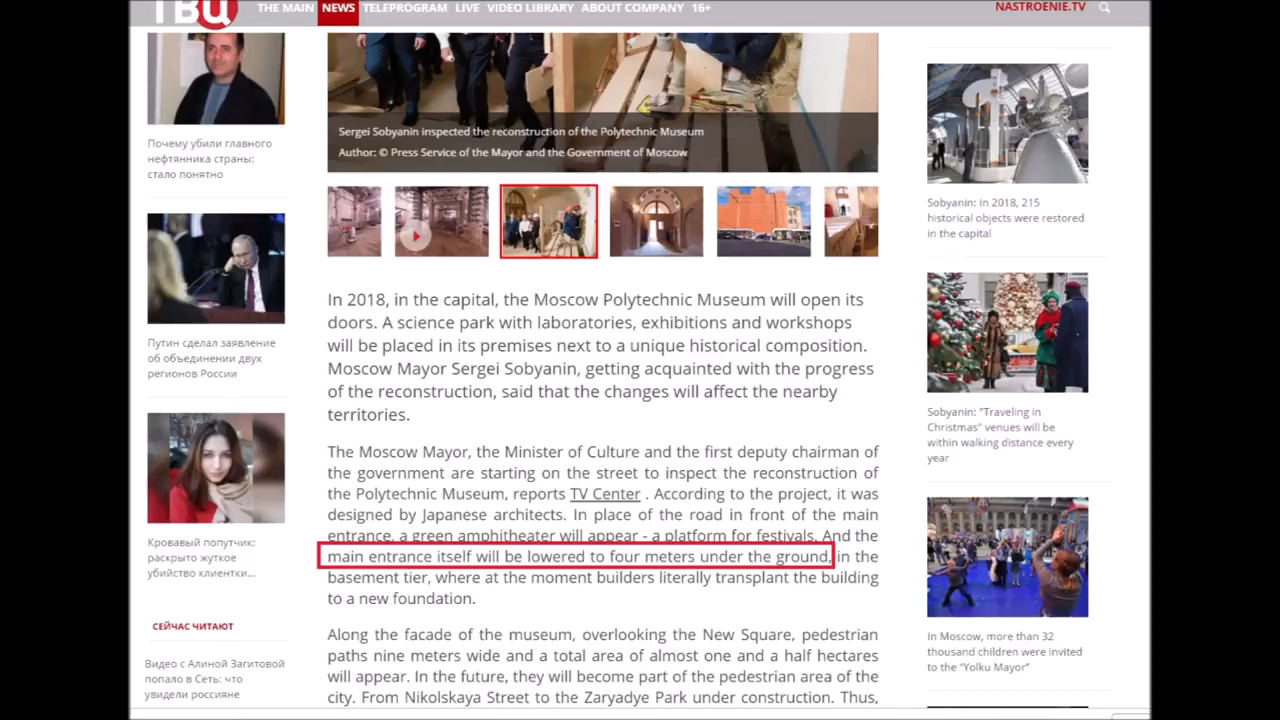 ТВЦ
THE MAIN NEWS TELEPROGRAM LIVE VIDEO LIBRARY ABOUT COMPANY 16+
NASTROENIE.TV
Почему убили главного
нефтянника страны:
стало понятно
Путин сделал заявление
об объединении двух
регионов России
Кровавый попутчик:
раскрыто жуткое
убийство клиентки...
СЕЙЧАС ЧИТАЮТ
Видео с Алиной Загитовой
попало в Сеть: что
увидели россияне
Sergei Sobyanin inspected the reconstruction of the Polytechnic Museum
Author: © Press Service of the Mayor and the Government of Moscow
In 2018, in the capital, the Moscow Polytechnic Museum will open its
doors. A science park with laboratories, exhibitions and workshops
will be placed in its premises next to a unique historical composition.
Moscow Mayor Sergei Sobyanin, getting acquainted with the progress
of the reconstruction, said that the changes will affect the nearby
territories.
The Moscow Mayor, the Minister of Culture and the first deputy chairman of
the government are starting on the street to inspect the reconstruction of
the Polytechnic Museum, reports TV Center . According to the project, it was
designed by Japanese architects. In place of the road in front of the main
entrance, a green amphitheater will appear - a platform for festivals. And the
main entrance itself will be lowered to four meters under the ground, in the
basement tier, where at the moment builders literally transplant the building
to a new foundation.
Along the facade of the museum, overlooking the New Square, pedestrian
paths nine meters wide and a total area of almost one and a half hectares
will appear. In the future, they will become part of the pedestrian area of the
city. From Nikolskaya Street to the Zaryadye Park under construction. Thus,
Sobyanin: In 2018, 215
historical objects were restored
in the capital
Sobyanin: "Traveling in
Christmas" venues will be
within walking distance every
year
In Moscow, more than 32
thousand children were invited
to the “Yolku Mayor”